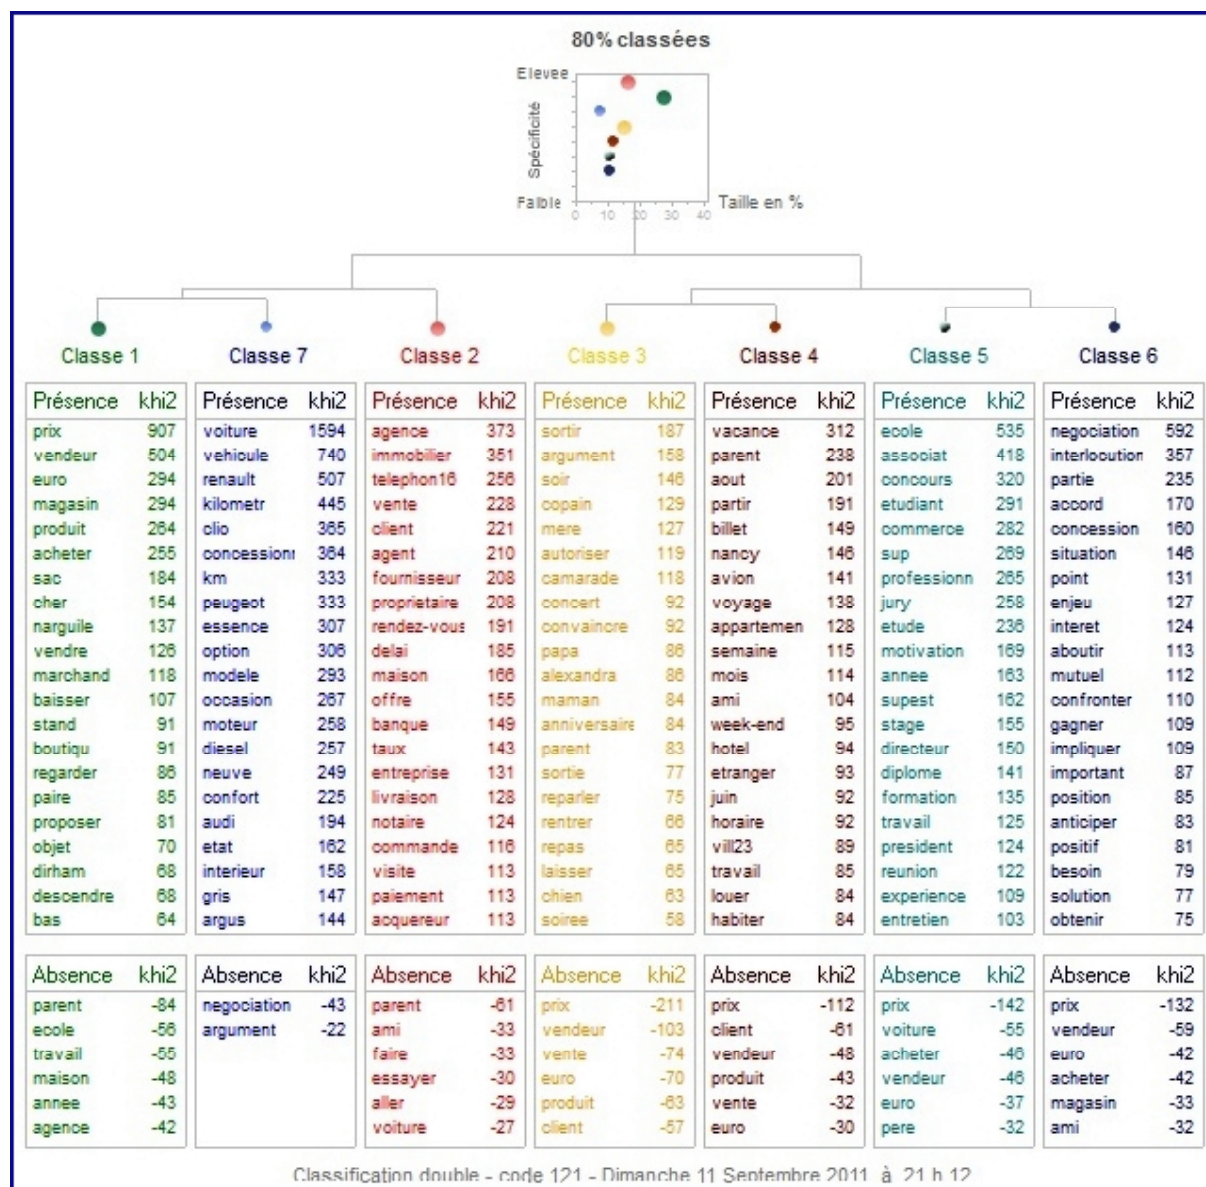 80% classées
Elevee
Spécificité
Faible
0 10 20 30 40
Taille en %
Classe 1 Classe 7 Classe 2 Classe 3 Classe 4 Classe 5 Classe 6
Présence khi2 Présence khi2 Présence khi2 Présence khi2 Présence khi2 Présence khi2 Présence khi2
prix 907 voiture 1594 agence 373 sortir 187 vacance 312 ecole 535 negociation 592
vendeur 504 vehicule 740 immobilier 351 argument 158 parent 238 associat 418 interlocution 357
euro 294 renault 507 telephon16 256 soir 146 aout 201 concours 320 partie 235
magasin 294 kilometr 445 vente 228 copain 129 partir 191 etudiant 291 accord 170
produit 264 clio 365 client 221 mere 127 billet 149 commerce 282 concession 160
acheter 255 concessionr 364 agent 210 autoriser 119 nancy 146 sup 269 situation 146
sac 184 km 333 fournisseur 208 camarade 118 avion 141 professionn 265 point 131
cher 154 peugeot 333 proprietaire 208 concert 92 voyage 138 jury 258 enjeu 127
narguile 137 essence 307 rendez-vous 191 convaincre 92 appartemen 128 etude 236 interet 124
vendre 126 option 306 delai 185 papa 86 semaine 115 motivation 169 aboutir 113
marchand 118 modele 293 maison 166 alexandra 86 mois 114 annee 163 mutuel 112
baisser 107 occasion 267 offre 155 maman 84 ami 104 supest 162 confronter 110
stand 91 moteur 258 banque 149 anniversaire 84 week-end 95 stage 155 gagner 109
boutiqu 91 diesel 257 taux 143 parent 83 hotel 94 directeur 150 impliquer 109
regarder 86 neuve 249 entreprise 131 sortie 77 etranger 93 diplome 141 important 87
paire 85 confort 225 livraison 128 reparler 75 juin 92 formation 135 position 85
proposer 81 audi 194 notaire 124 rentrer 66 horaire 92 travail 125 anticiper 83
objet 70 etat 162 commande 116 repas 65 vill23 89 president 124 positif 81
dirham 68 interieur 158 visite 113 laisser 65 travail 85 reunion 122 besoin 79
descendre 68 gris 147 paiement 113 chien 63 louer 84 experience 109 solution 77
bas 64 argus 144 acquereur 113 soiree 58 habiter 84 entretien 103 obtenir 75
Absence khi2 Absence khi2 Absence khi2 Absence khi2 Absence khi2 Absence khi2 Absence khi2
parent -84 negociation -43 parent -61 prix -211 prix -112 prix -142 prix -132
ecole -56 argument -22 ami -33 vendeur -103 client -61 voiture -55 vendeur -59
travail -55 faire -33 vente -74 vendeur -48 acheter -46 euro -42
maison -48 essayer -30 euro -70 produit -43 vendeur -46 acheter -42
annee -43 aller -29 produit -63 vente -32 euro -37 magasin -33
agence -42 voiture -27 client -57 euro -30 pere -32 ami -32
Classification double - code 121 - Dimanche 11 Septembre 2011 à 21 h 12